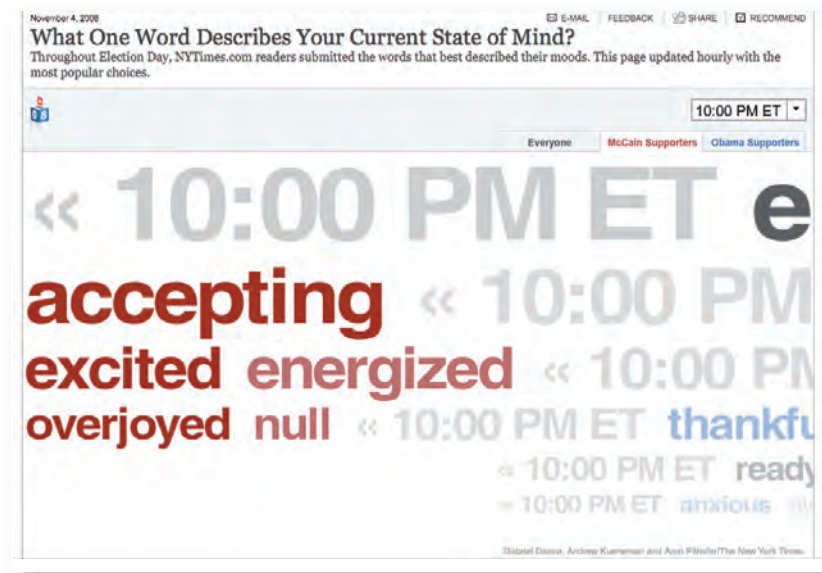 November 4, 2008 E-MAIL FEEDBACK SHARE RECOMMEND
What One Word Describes Your Current State of Mind?
Throughout Election Day, NYTimes.com readers submitted the words that best described their moods. This page updated hourly with the
most popular choices.
10:00 PM ET
Everyone McCain Supporters Obama Supporters
« 10:00 PM ET e
accepting « 10:00 PM
excited energized « 10:00 PM
overjoyed null « 10:00 PM ET thankfu
« 10:00 PM ET ready
« 10:00 PM ET anxious
Gabriel Dance, Andrew Kueneman and Aron Pilhofer/The New York Times